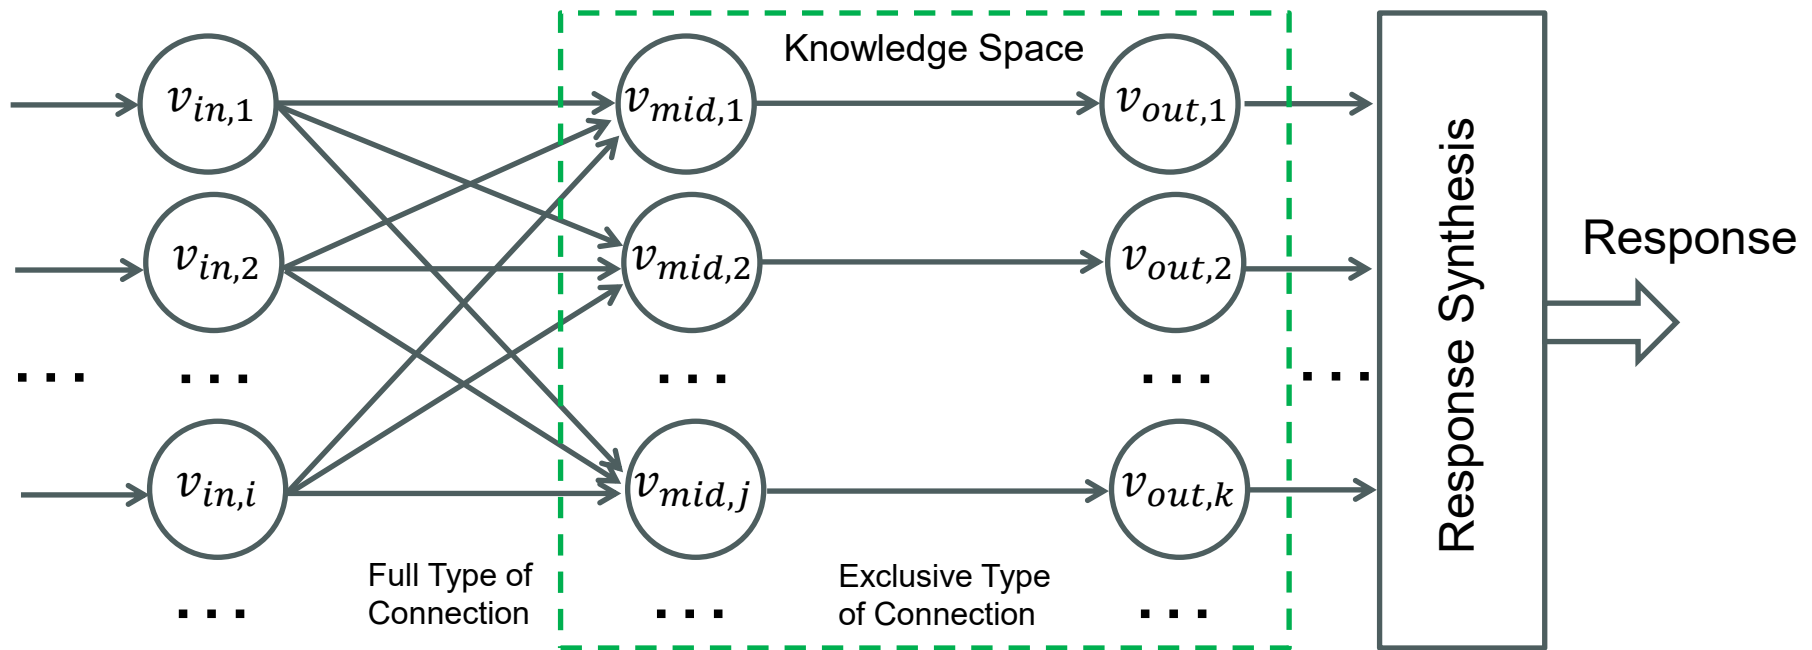 Knowledge Space
v_{in,1}
v_{mid,1}
v_{out,1}
v_{in,2}
v_{mid,2}
v_{out,2}
Response
Response Synthesis
...
...
...
...
...
v_{in,i}
v_{mid,j}
v_{out,k}
Full Type of
Connection
Exclusive Type
of Connection
...
...
...